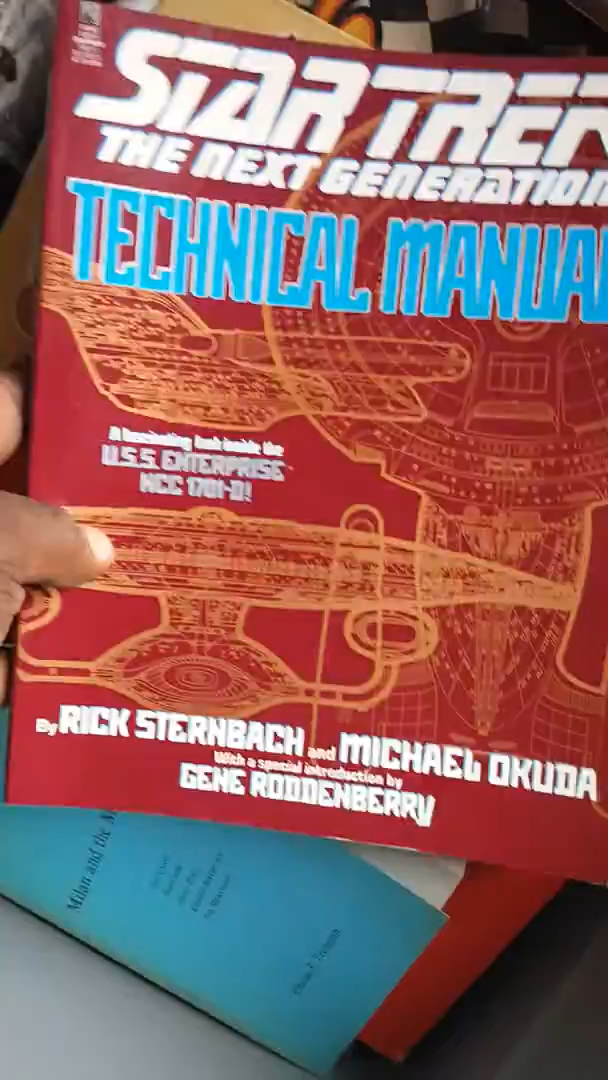 STAR TREK
THE NEXT GENERATION
TECHNICAL MANUAL
A fascinating look inside the
U.S.S. ENTERPRISE
NCC 1701-D!
By RICK STERNBACH and MICHAEL OKUDA
With a special introduction by
GENE RODDENBERRY
Milan and the